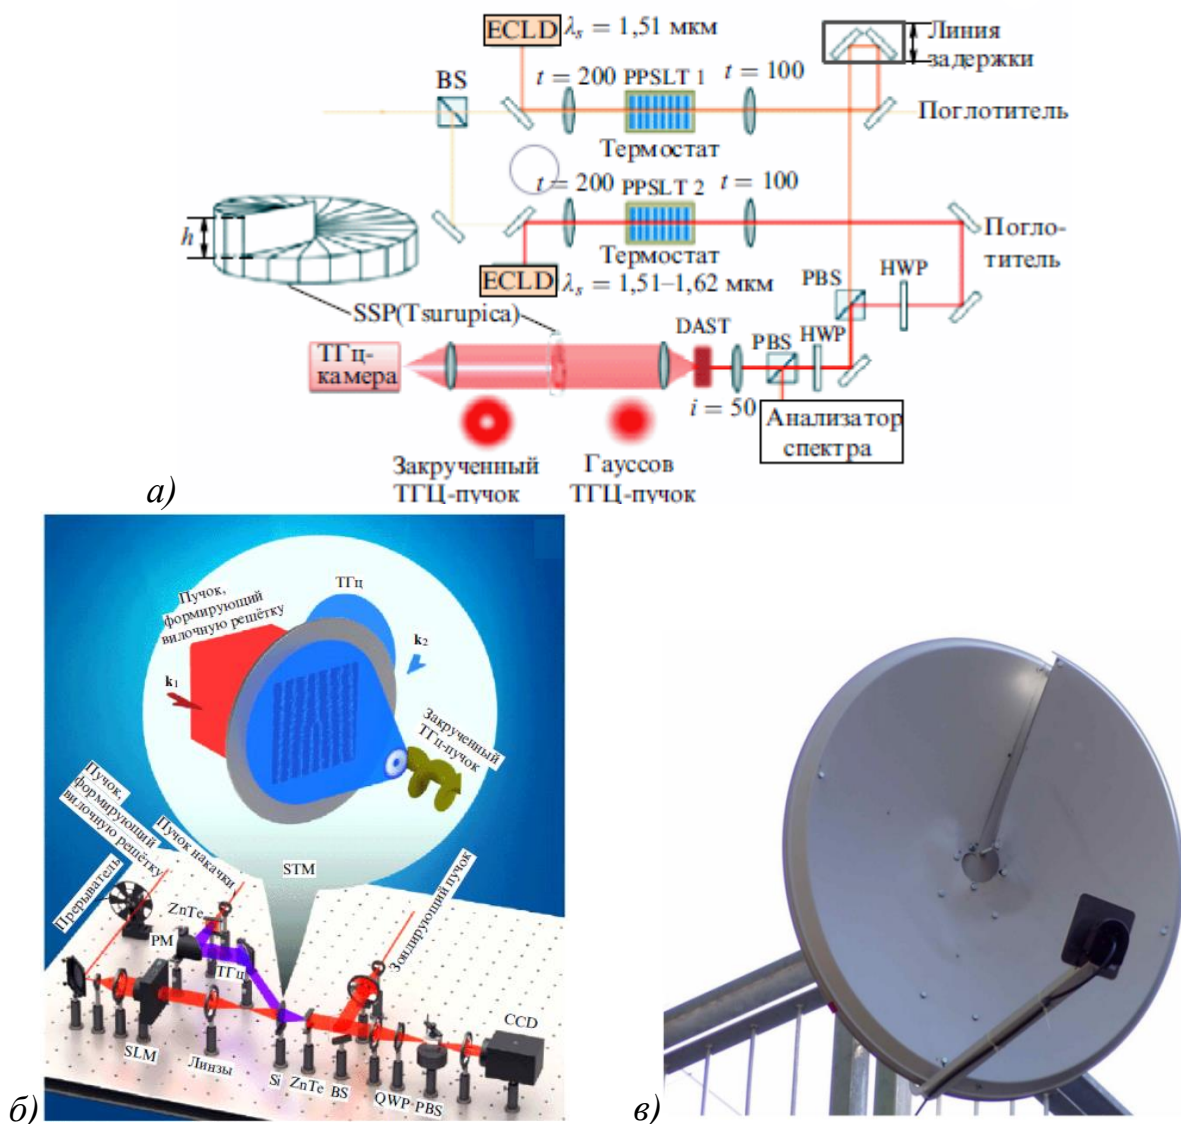 ECLD λs = 1,51 мкм
Линия
задержки
BS
t = 200 PPSLT 1 t = 100
Поглотитель
Термостат
t = 200 PPSLT 2 t = 100
h
Погло-
титель
Термостат
ECLD λs = 1,51–1,62 мкм
PBS
HWP
SSP(Tsurupica)
DAST
PBS
HWP
ТГц-
камера
i = 50
Анализатор
спектра
Закрученный
ТГЦ-пучок
Гауссов
ТГЦ-пучок
а)
ТГц
Пучок,
формирующий
вилочную решётку
k2
k1
Закрученный
ТГц-пучок
Пучок,
формирующий
вилочную решётку
Пучок накачки
STM
Прерыватель
Зондирующий пучок
ZnTe
PM
ТГц
CCD
SLM
Линзы
Si
ZnTe
BS
QWP
PBS
б)
в)